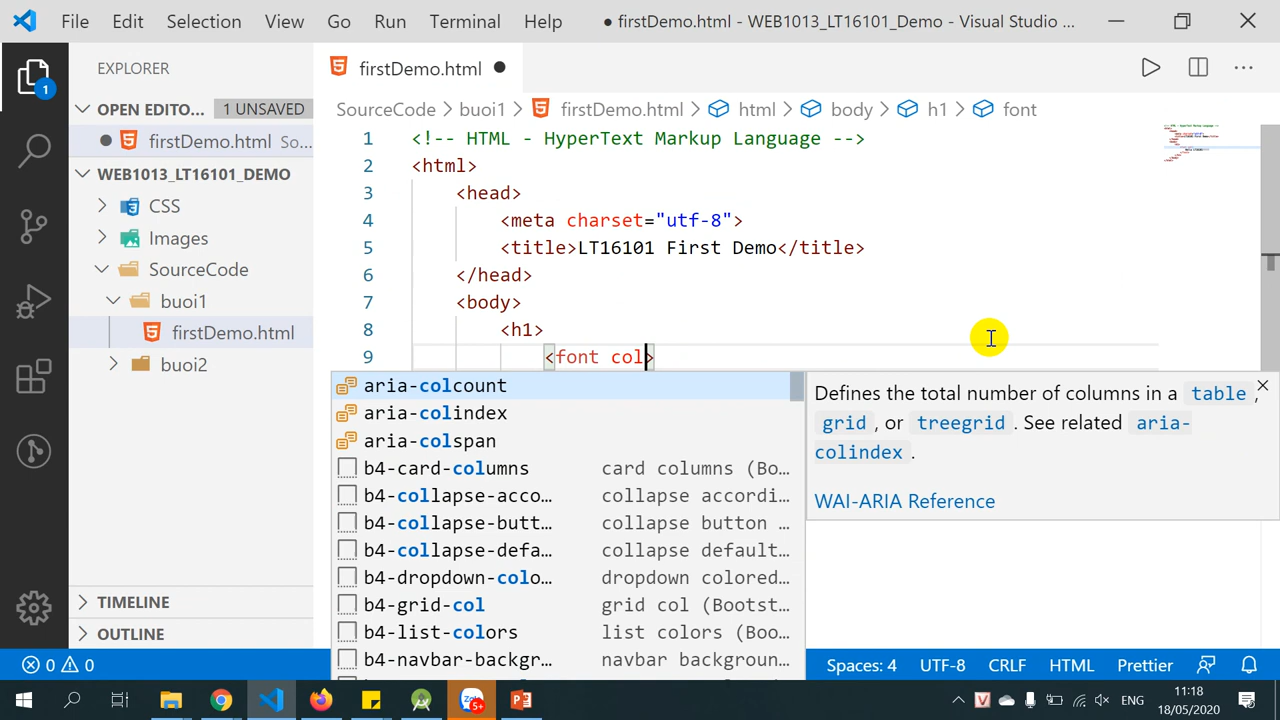 File Edit Selection View Go Run Terminal Help ● firstDemo.html - WEB1013_LT16101_Demo - Visual Studio ...
EXPLORER
OPEN EDITO... 1 UNSAVED
firstDemo.html So...
WEB1013_LT16101_DEMO
CSS
Images
SourceCode
buoi1
firstDemo.html
buoi2
TIMELINE
OUTLINE
1
firstDemo.html
SourceCode buoi1 firstDemo.html html body h1 font
1 <!-- HTML - HyperText Markup Language -->
2 <html>
3 <head>
4 <meta charset="utf-8">
5 <title>LT16101 First Demo</title>
6 </head>
7 <body>
8 <h1>
9 <font col>
aria-colcount
aria-colindex
aria-colspan
b4-card-columns card columns (Bo...
b4-collapse-acco... collapse accordi...
b4-collapse-butt... collapse button ...
b4-collapse-defa... collapse default...
b4-dropdown-colo... dropdown colored...
b4-grid-col grid col (Bootst...
b4-list-colors list colors (Boo...
b4-navbar-backgr... navbar backgroun...
Defines the total number of columns in a table,
grid, or treegrid. See related aria-
colindex.
WAI-ARIA Reference
0 0 Spaces: 4 UTF-8 CRLF HTML Prettier
Zalo 5+ V ENG 11:18
18/05/2020